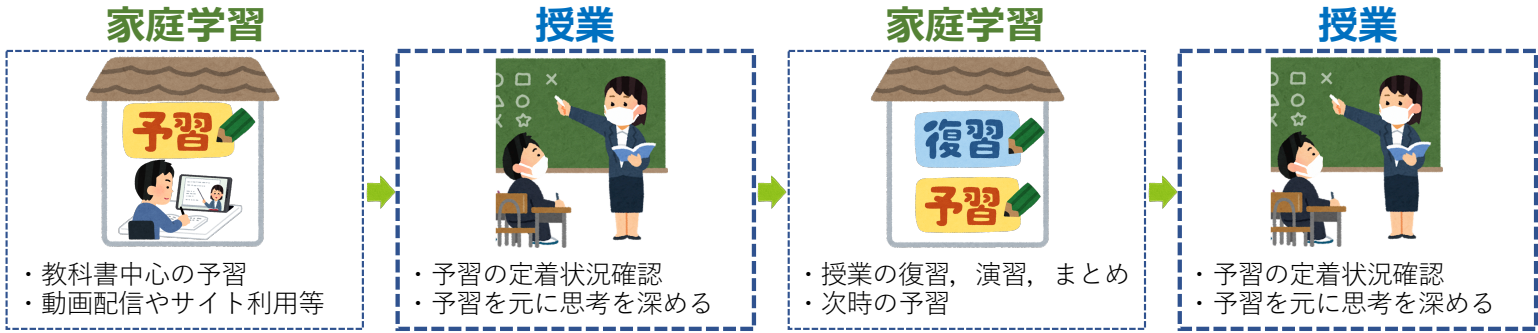 家庭学習
予習
・教科書中心の予習
・動画配信やサイト利用等
授業
・予習の定着状況確認
・予習を元に思考を深める
家庭学習
復習
予習
・授業の復習，演習，まとめ
・次時の予習
授業
・予習の定着状況確認
・予習を元に思考を深める